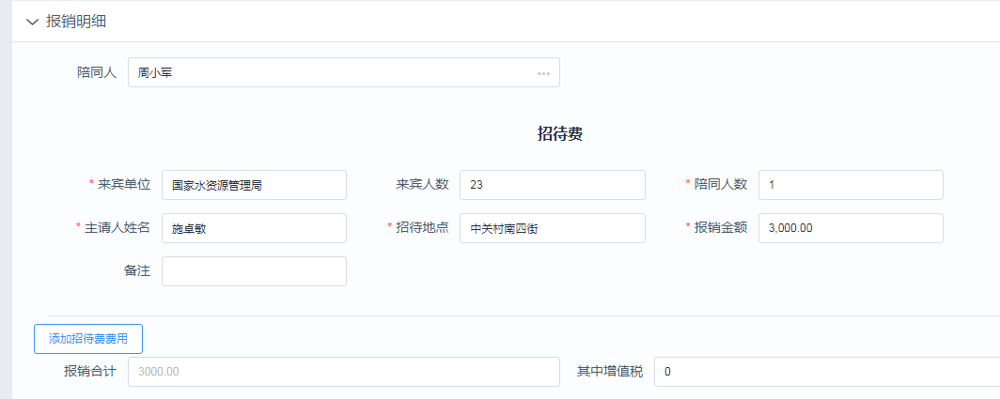 报销明细
陪同人 周小军
招待费
* 来宾单位 国家水资源管理局 来宾人数 23 * 陪同人数 1
* 主请人姓名 施卓敏 * 招待地点 中关村南四街 * 报销金额 3,000.00
备注
添加招待费费用
报销合计 3000.00 其中增值税 0